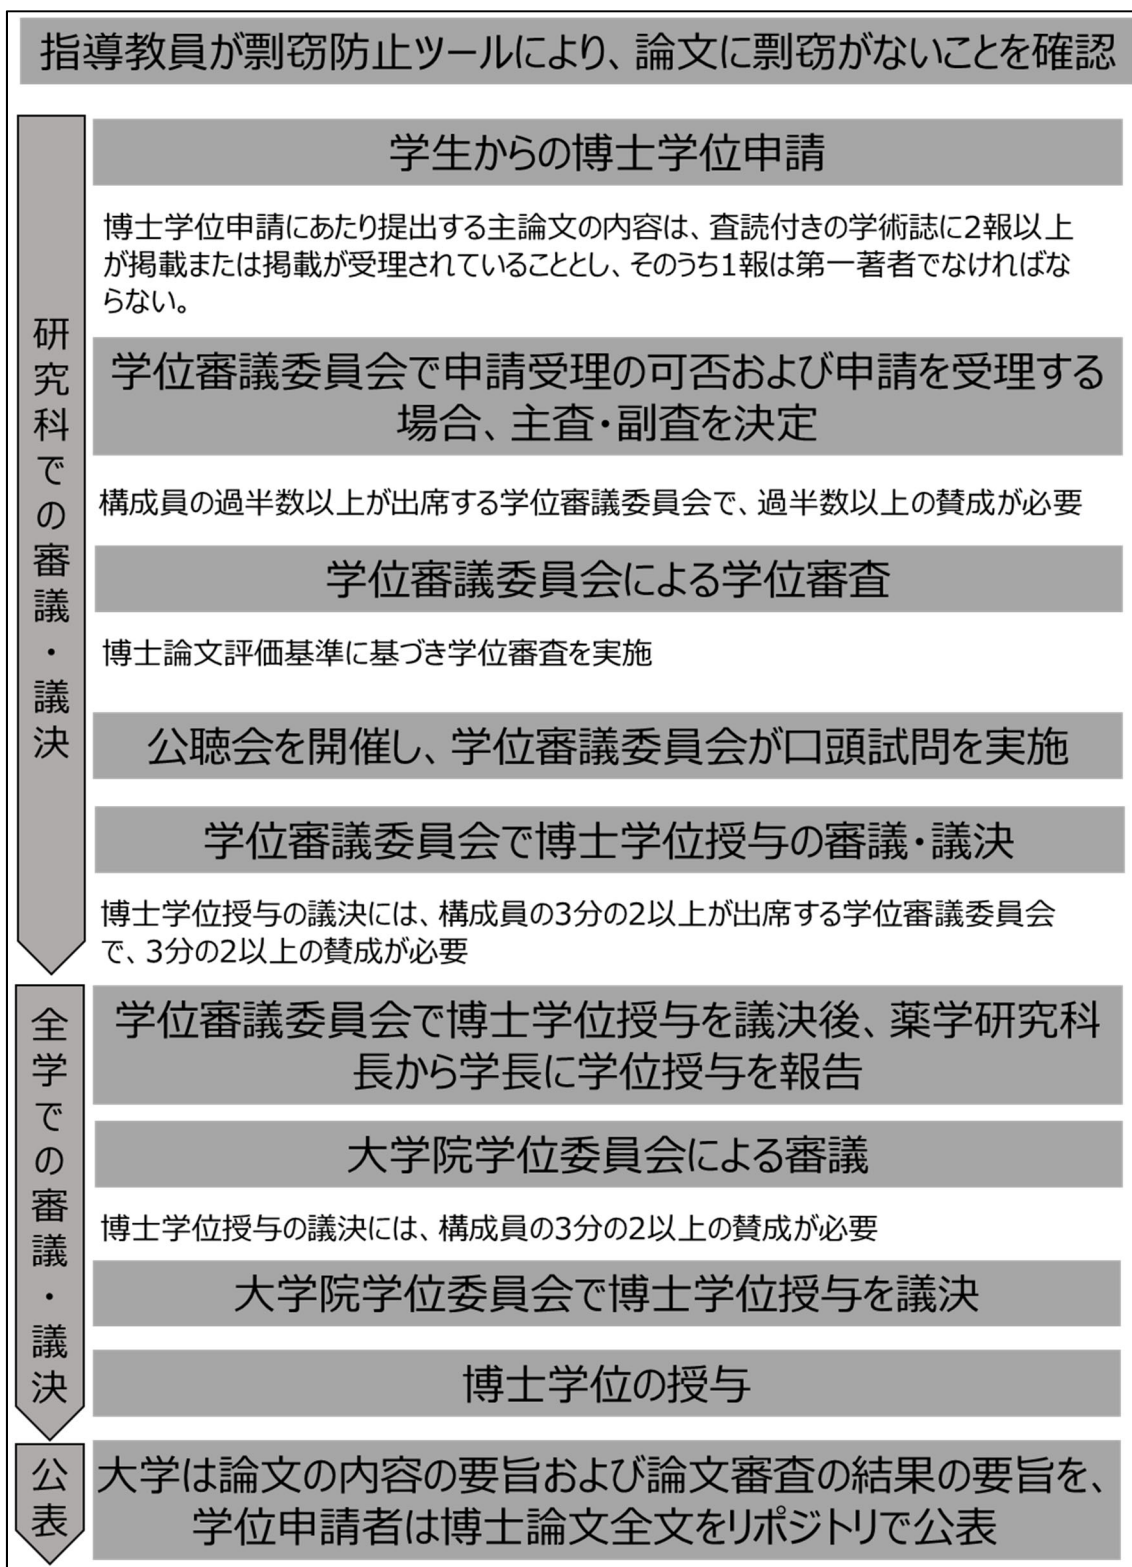 指導教員が剽窃防止ツールにより、論文に剽窃がないことを確認
研究科での審議・議決
学生からの博士学位申請
博士学位申請にあたり提出する主論文の内容は、査読付きの学術誌に2報以上
が掲載または掲載が受理されていることとし、そのうち1報は第一著者でなければな
らない。
学位審議委員会で申請受理の可否および申請を受理する
場合、主査・副査を決定
構成員の過半数以上が出席する学位審議委員会で、過半数以上の賛成が必要
学位審議委員会による学位審査
博士論文評価基準に基づき学位審査を実施
公聴会を開催し、学位審議委員会が口頭試問を実施
学位審議委員会で博士学位授与の審議・議決
博士学位授与の議決には、構成員の3分の2以上が出席する学位審議委員会
で、3分の2以上の賛成が必要
全学での審議・議決
学位審議委員会で博士学位授与を議決後、薬学研究科
長から学長に学位授与を報告
大学院学位委員会による審議
博士学位授与の議決には、構成員の3分の2以上の賛成が必要
大学院学位委員会で博士学位授与を議決
博士学位の授与
公表
大学は論文の内容の要旨および論文審査の結果の要旨を、
学位申請者は博士論文全文をリポジトリで公表